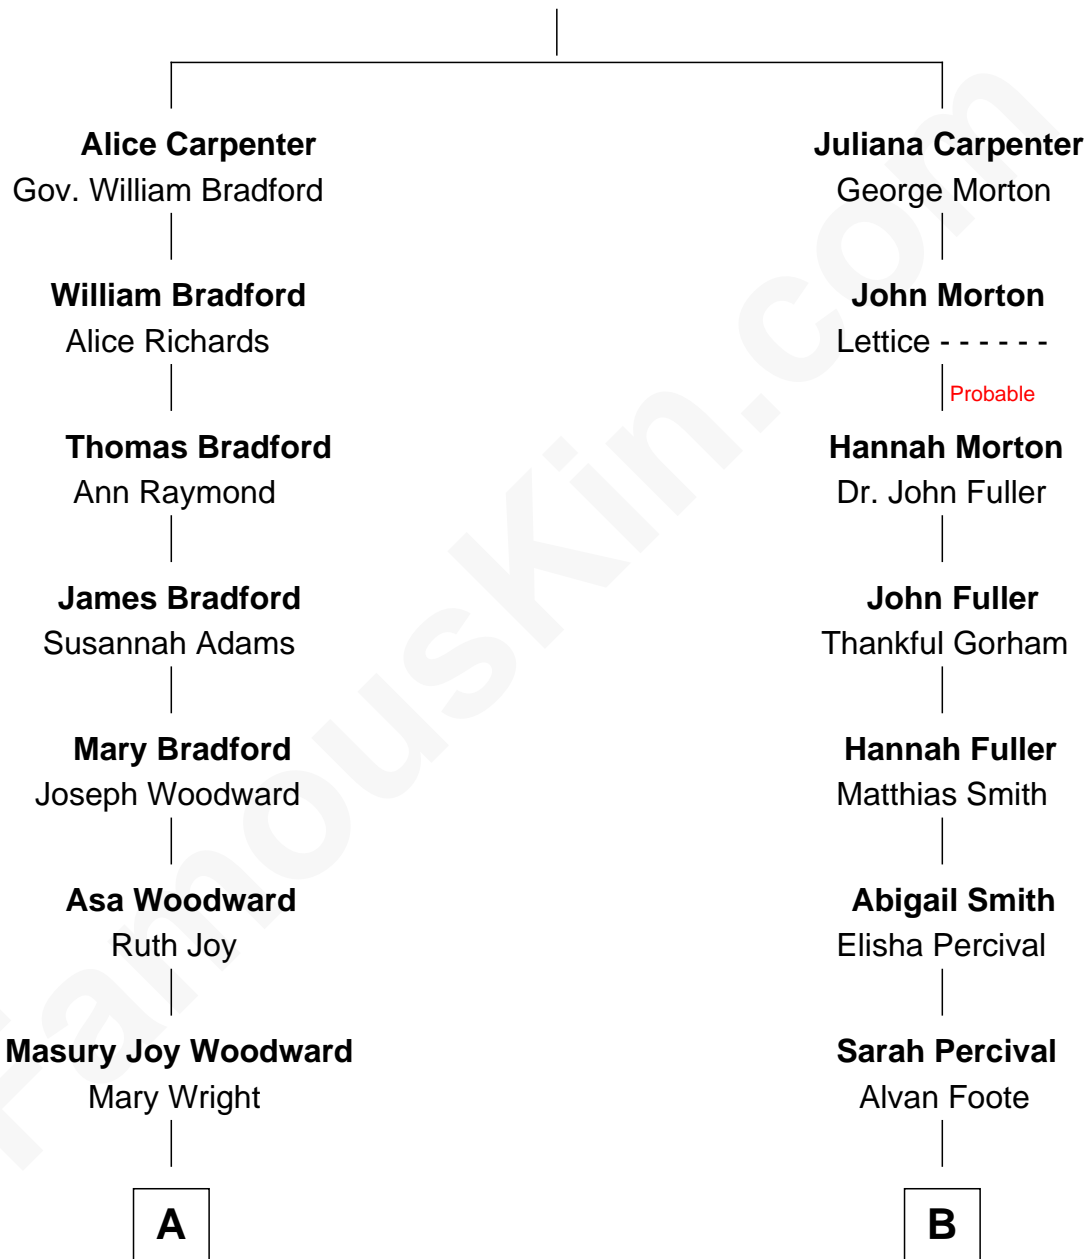 Alice Carpenter
Gov. William Bradford
William Bradford
Alice Richards
Thomas Bradford
Ann Raymond
James Bradford
Susannah Adams
Mary Bradford
Joseph Woodward
Asa Woodward
Ruth Joy
Masury Joy Woodward
Mary Wright
A
Juliana Carpenter
George Morton
John Morton
Lettice - - - - - -
Probable
Hannah Morton
Dr. John Fuller
John Fuller
Thankful Gorham
Hannah Fuller
Matthias Smith
Abigail Smith
Elisha Percival
Sarah Percival
Alvan Foote
B
FamousKin.com